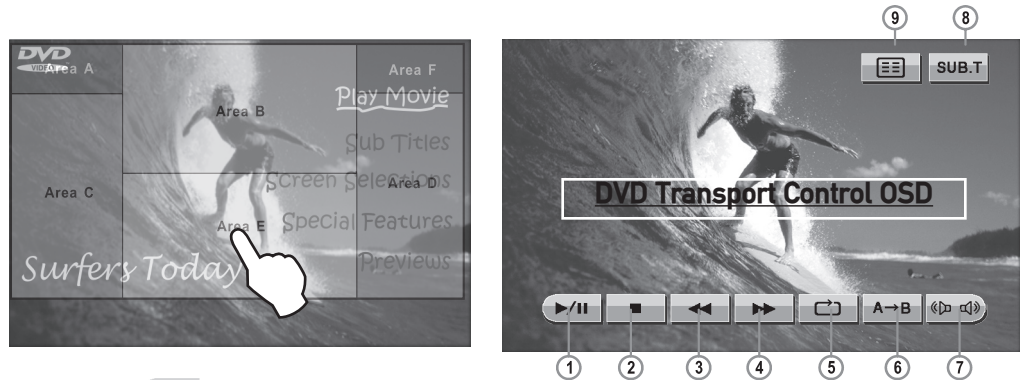 DVD
VIDEO
Area A
Area F
Play Movie
Area B
Sub Titles
Screen Selections
Area C
Area D
Special Features
Area E
Surfers Today
Previews
9
8
SUB.T
DVD Transport Control OSD
A→B
1
2
3
4
5
6
7